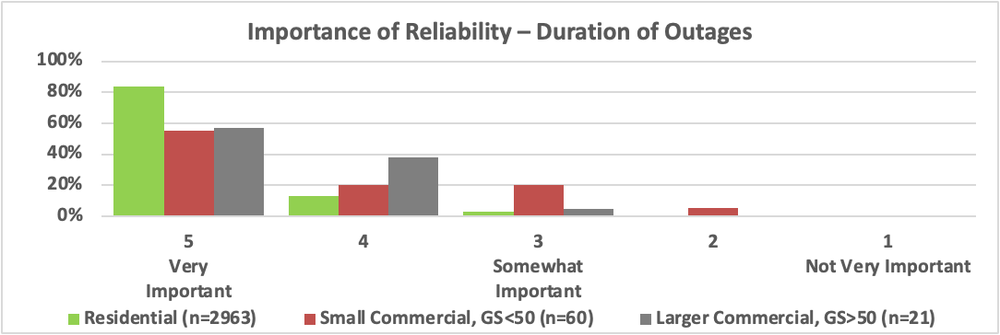 Importance of Reliability – Duration of Outages
100%
80%
60%
40%
20%
0%
5 4 3 2 1
Very Somewhat Not Very Important
Important Important
Residential (n=2963) Small Commercial, GS<50 (n=60) Larger Commercial, GS>50 (n=21)